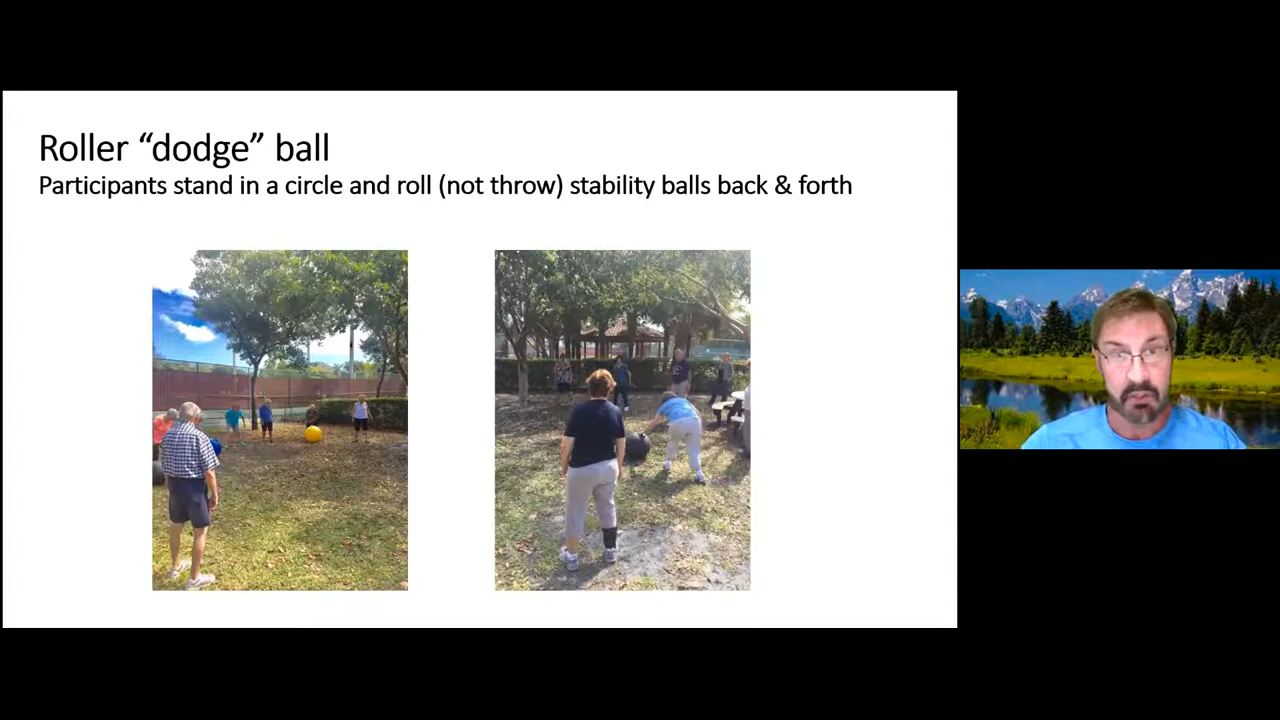 Roller “dodge” ball
Participants stand in a circle and roll (not throw) stability balls back & forth